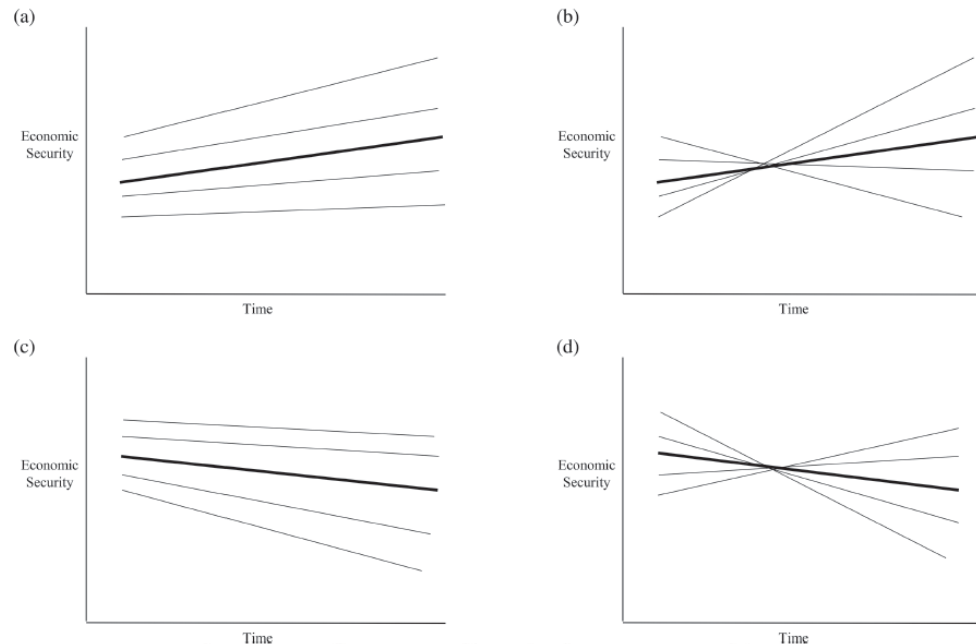 (a)
Economic
Security
Time
(b)
Economic
Security
Time
(c)
Economic
Security
Time
(d)
Economic
Security
Time